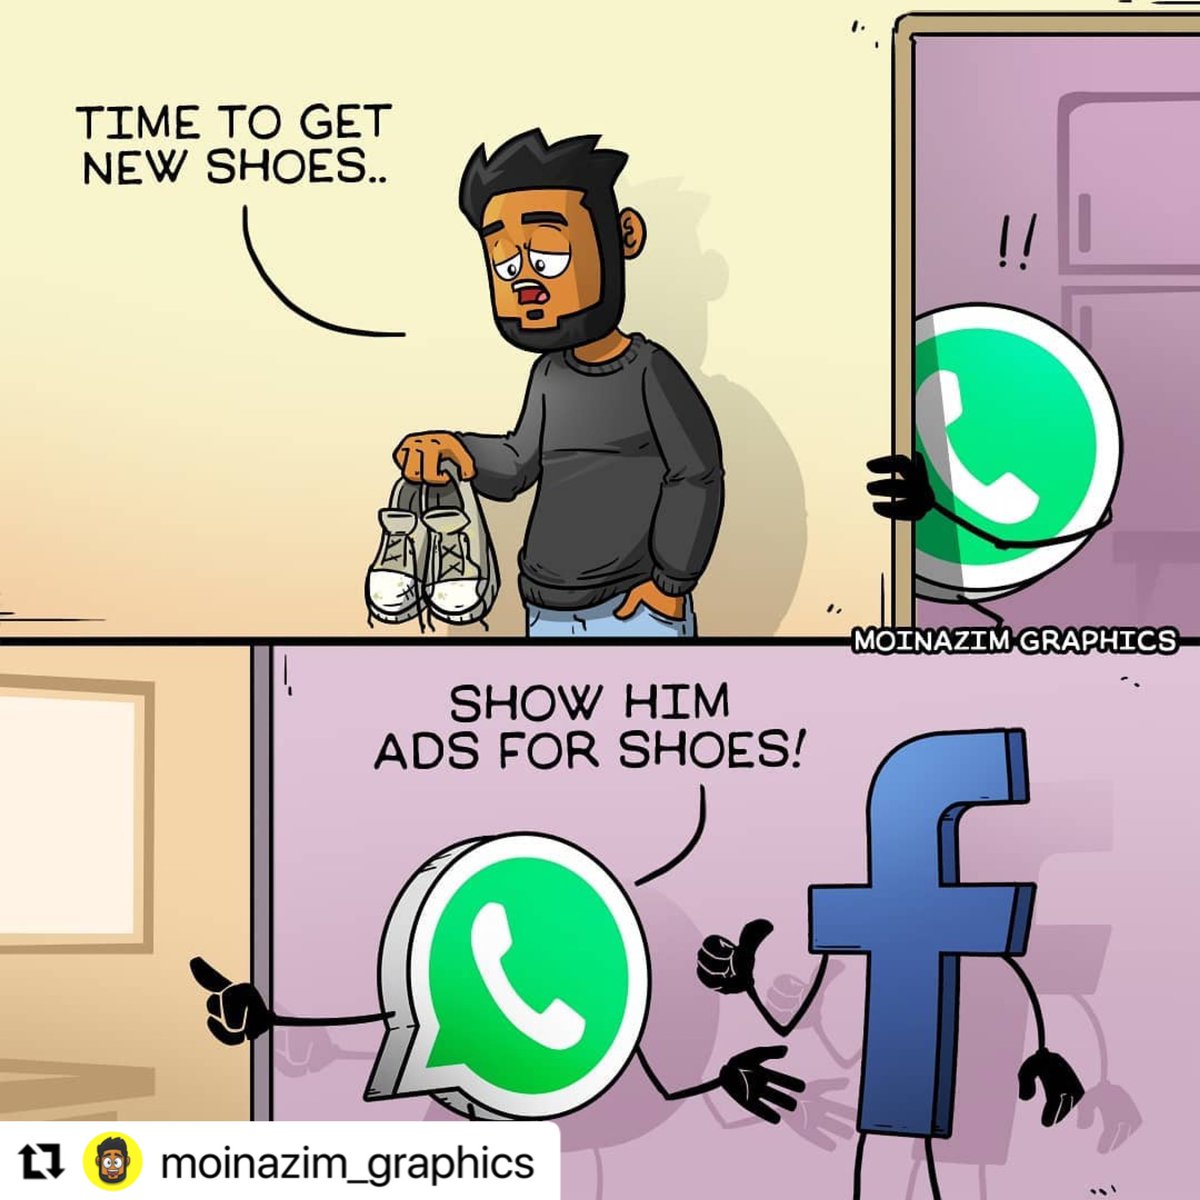 TIME TO GET
NEW SHOES..
!!
MOINAZIM GRAPHICS
SHOW HIM
ADS FOR SHOES!
moinazim_graphics